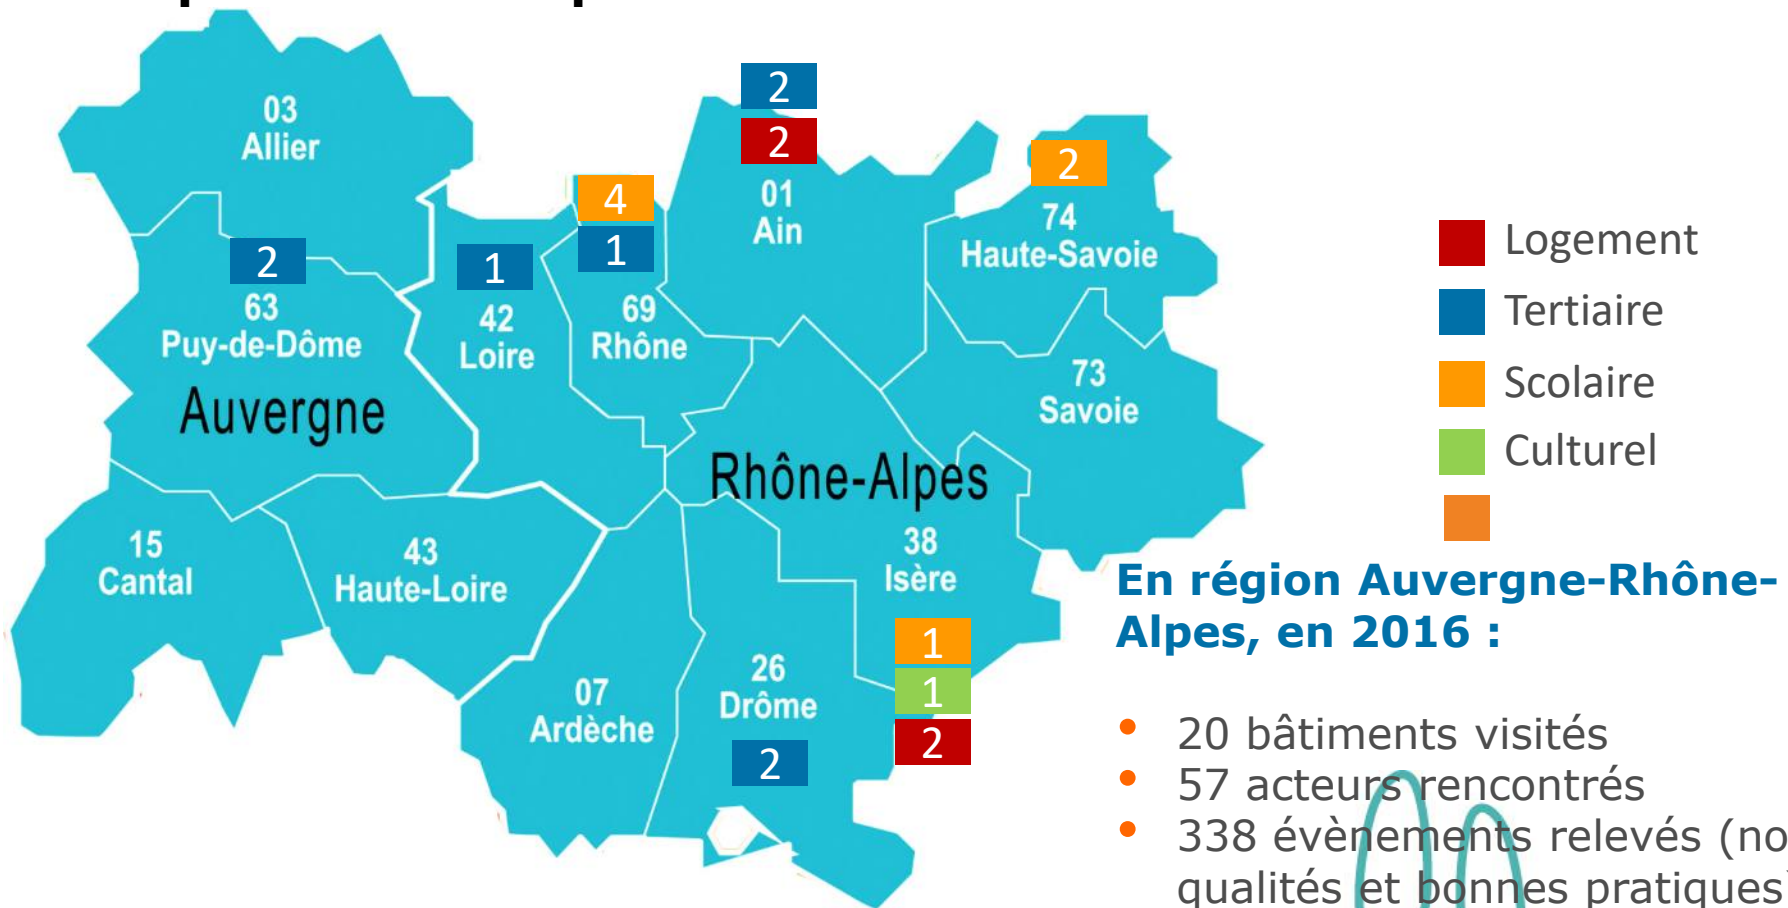 03
Allier
2
2
01
Ain
2
74
Haute-Savoie
4
1
69
Rhône
1
42
Loire
2
63
Puy-de-Dôme
Auvergne
73
Savoie
Rhône-Alpes
15
Cantal
43
Haute-Loire
38
Isère
1
1
2
07
Ardèche
26
Drôme
2
Logement
Tertiaire
Scolaire
Culturel
En région Auvergne-Rhône-
Alpes, en 2016 :
• 20 bâtiments visités
• 57 acteurs rencontrés
• 338 évènements relevés (no
qualités et bonnes pratiques)